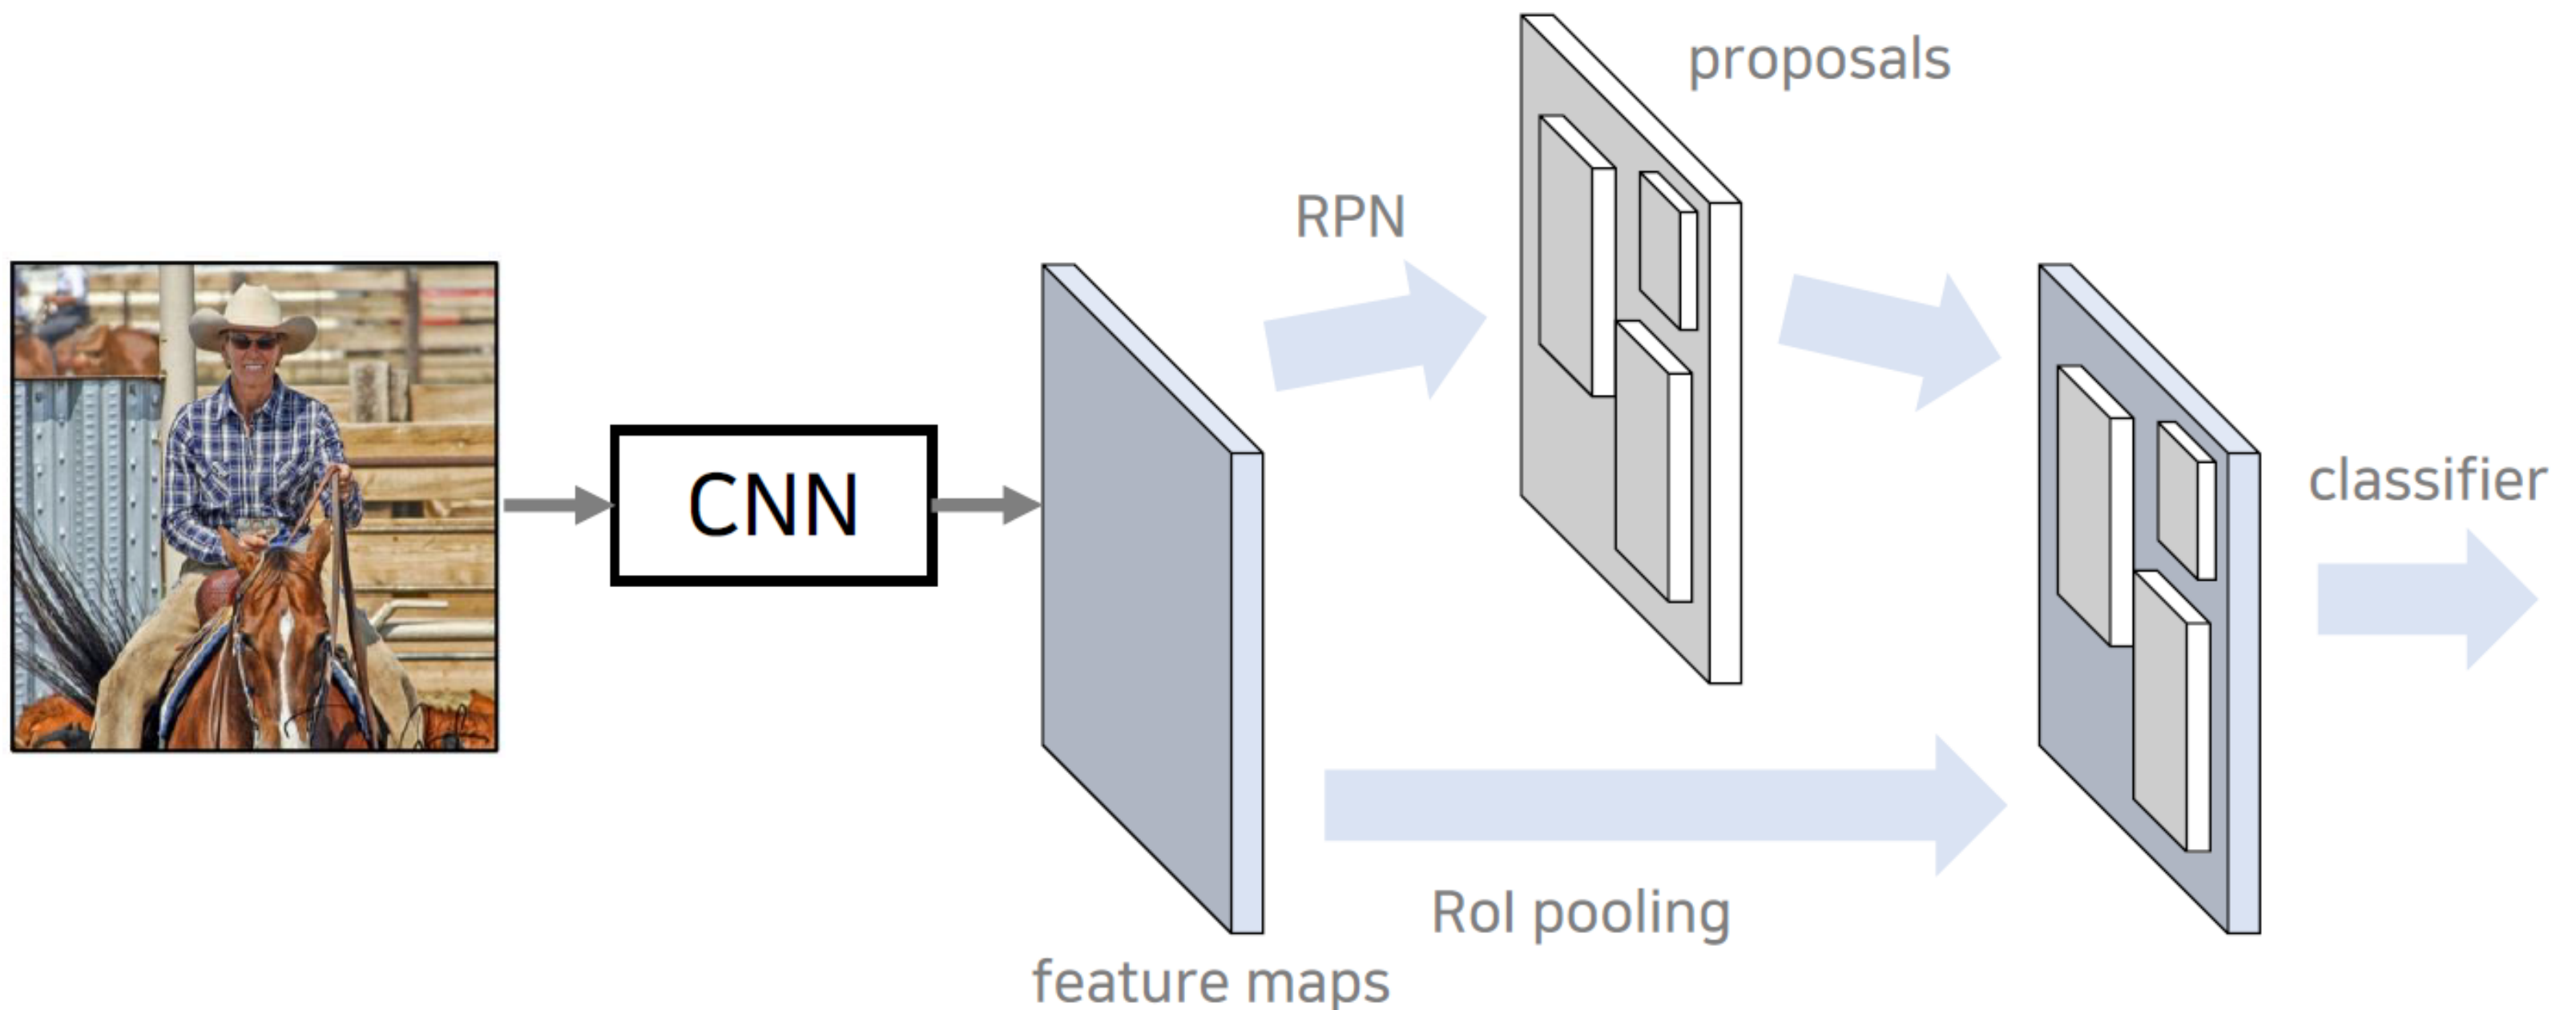 proposals
RPN
CNN
classifier
RoI pooling
feature maps